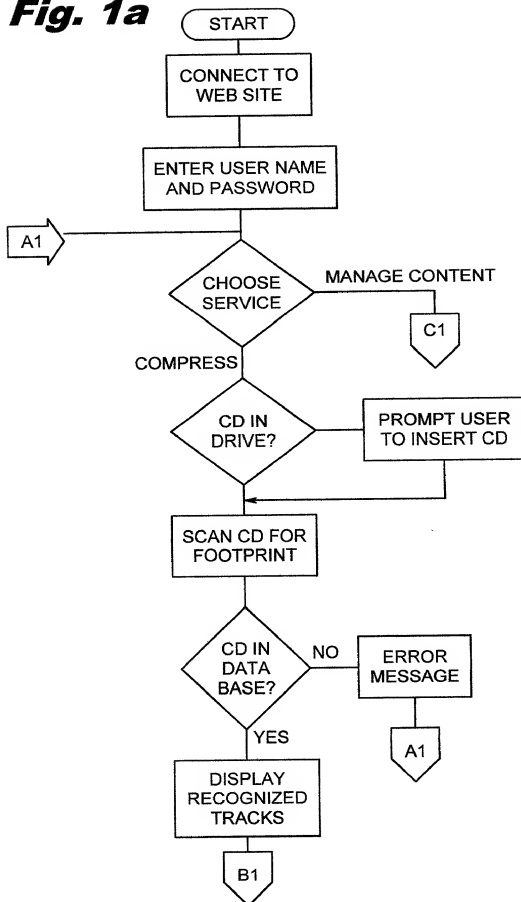 Fig. 1a
START
CONNECT TO
WEB SITE
ENTER USER NAME
AND PASSWORD
A1
CHOOSE
SERVICE
MANAGE CONTENT
C1
COMPRESS
CD IN
DRIVE?
PROMPT USER
TO INSERT CD
SCAN CD FOR
FOOTPRINT
CD IN
DATA
BASE?
NO
ERROR
MESSAGE
A1
YES
DISPLAY
RECOGNIZED
TRACKS
B1